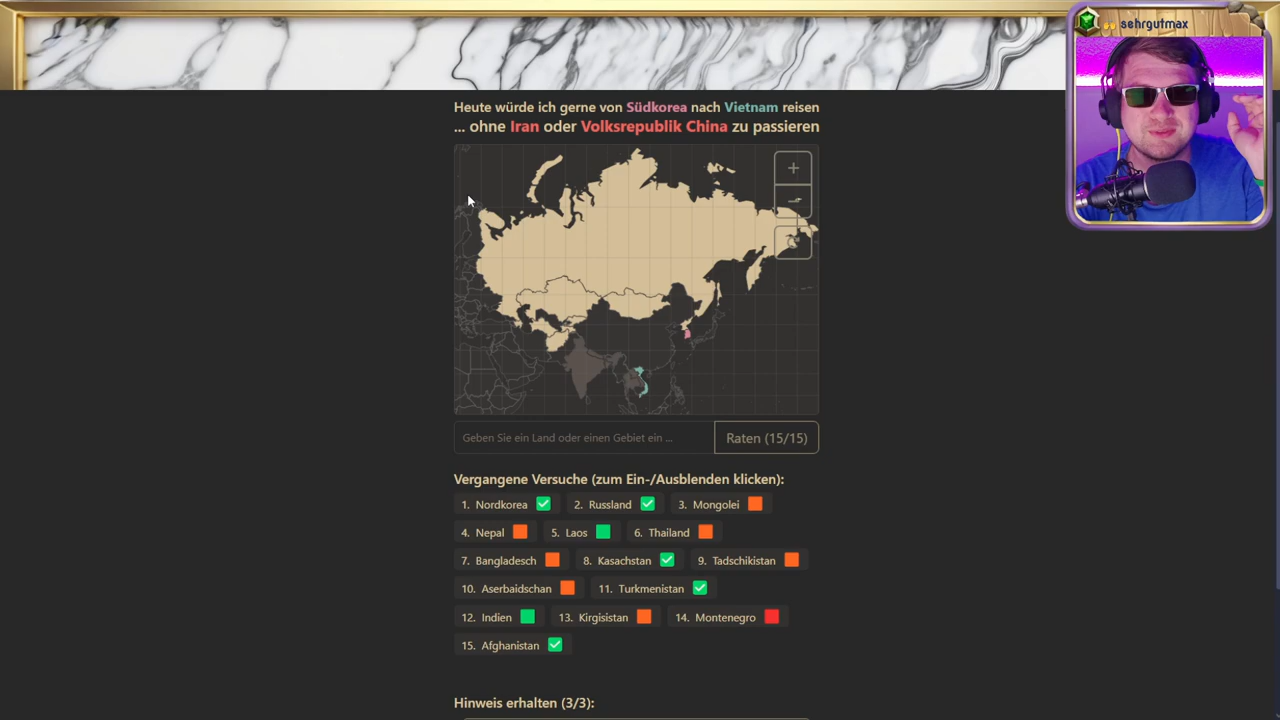 sehrgutmax
Heute würde ich gerne von Südkorea nach Vietnam reisen
... ohne Iran oder Volksrepublik China zu passieren
Geben Sie ein Land oder einen Gebiet ein ...
Raten (15/15)
Vergangene Versuche (zum Ein-/Ausblenden klicken):
1. Nordkorea
2. Russland
3. Mongolei
4. Nepal
5. Laos
6. Thailand
7. Bangladesch
8. Kasachstan
9. Tadschikistan
10. Aserbaidschan
11. Turkmenistan
12. Indien
13. Kirgisistan
14. Montenegro
15. Afghanistan
Hinweis erhalten (3/3):